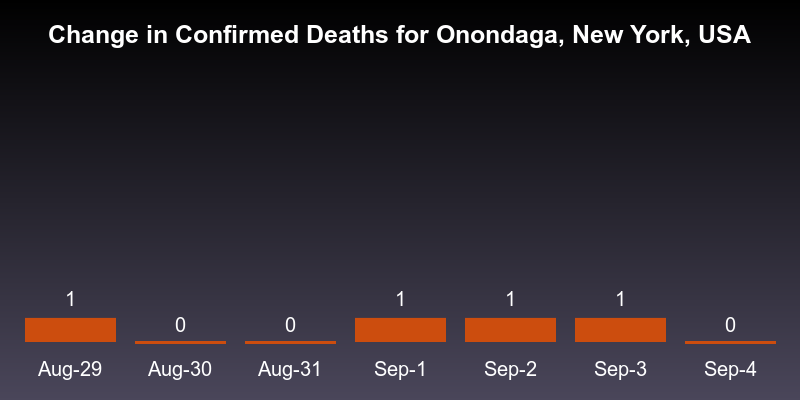 Change in Confirmed Deaths for Onondaga, New York, USA
1 0 0 1 1 1 0
Aug-29 Aug-30 Aug-31 Sep-1 Sep-2 Sep-3 Sep-4